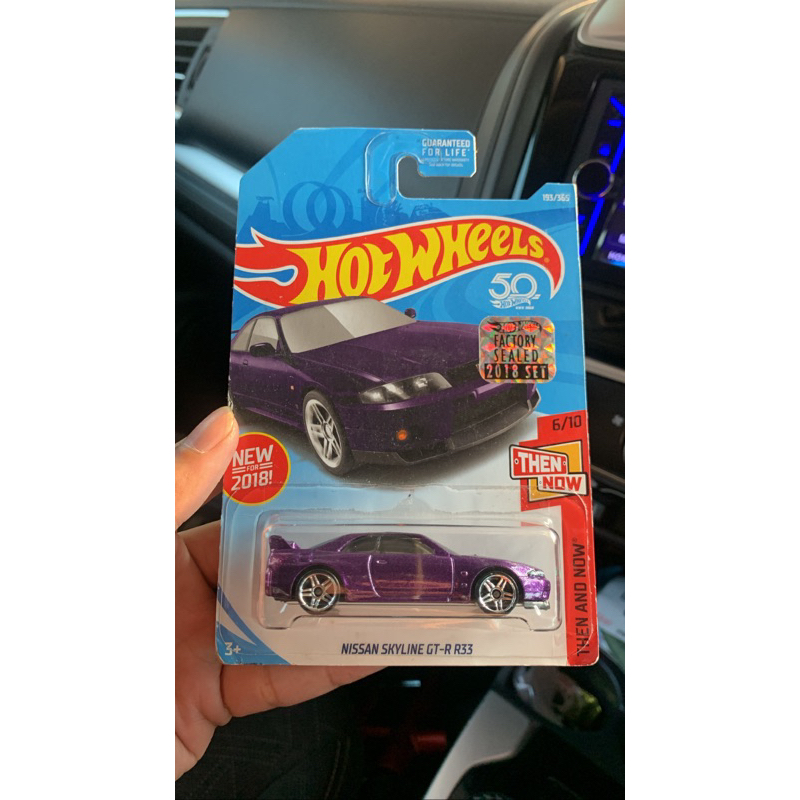 GUARANTEED
FOR LIFE*
193/365
HOT WHEELS
50
FACTORY
SEALED
2018 SET
6/10
THEN
NOW
NEW
FOR
2018!
THEN AND NOW
3+
NISSAN SKYLINE GT-R R33